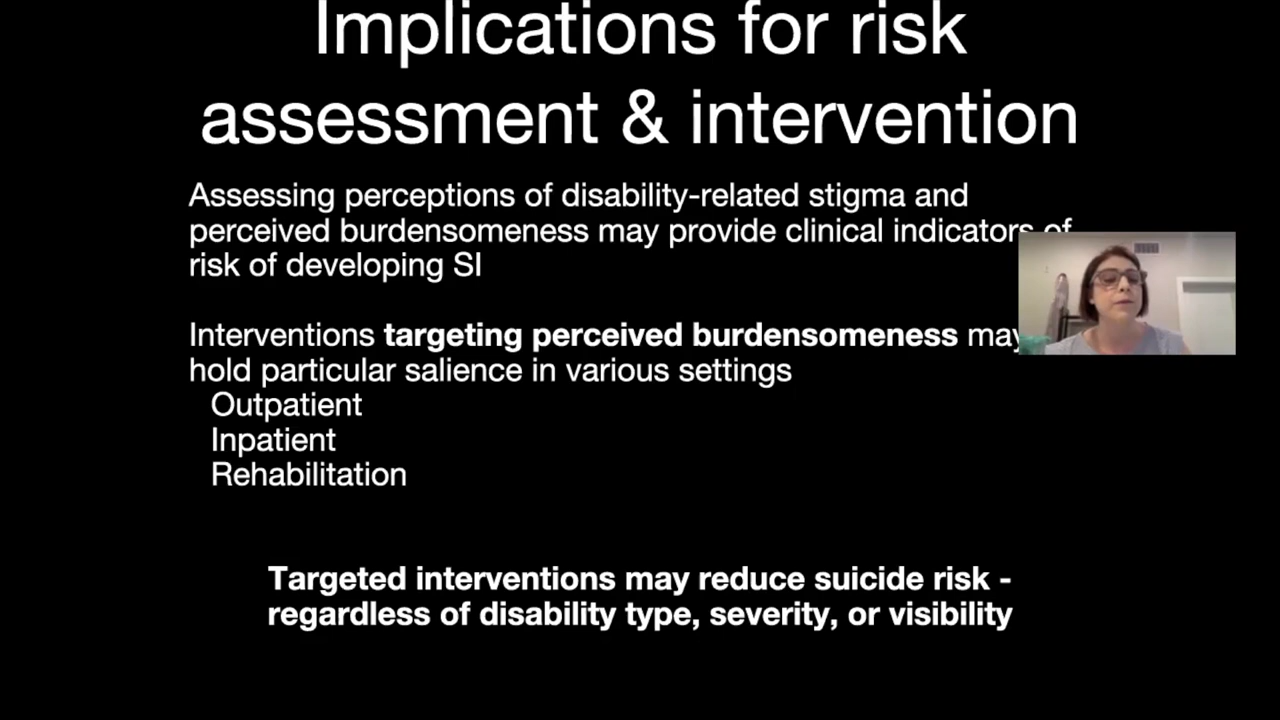 Implications for risk
assessment & intervention
Assessing perceptions of disability-related stigma and
perceived burdensomeness may provide clinical indicators of
risk of developing SI
Interventions targeting perceived burdensomeness may
hold particular salience in various settings
Outpatient
Inpatient
Rehabilitation
Targeted interventions may reduce suicide risk -
regardless of disability type, severity, or visibility